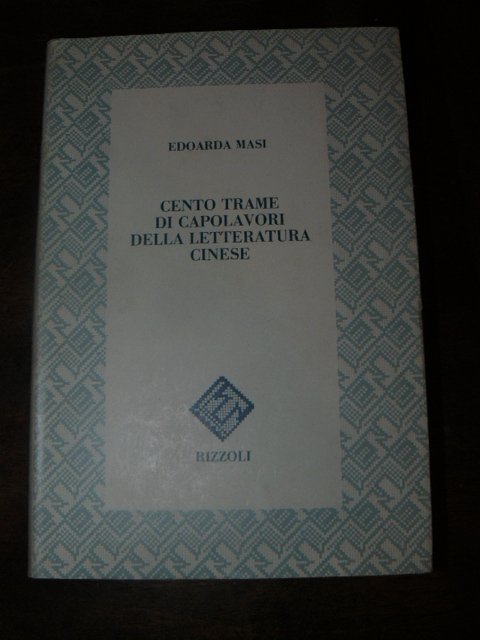 EDOARDA MASI
CENTO TRAME
DI CAPOLAVORI
DELLA LETTERATURA
CINESE
RIZZOLI